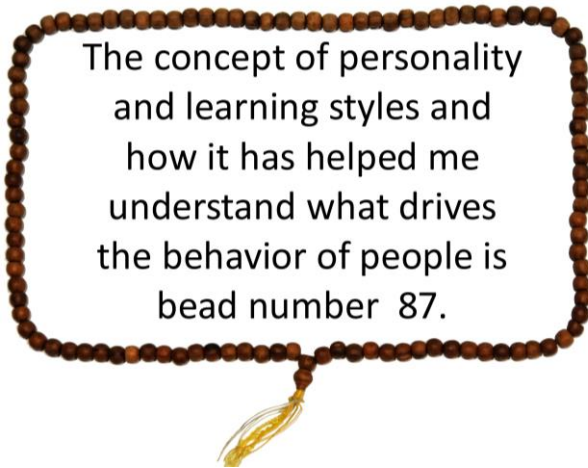 The concept of personality
and learning styles and
how it has helped me
understand what drives
the behavior of people is
bead number  87.